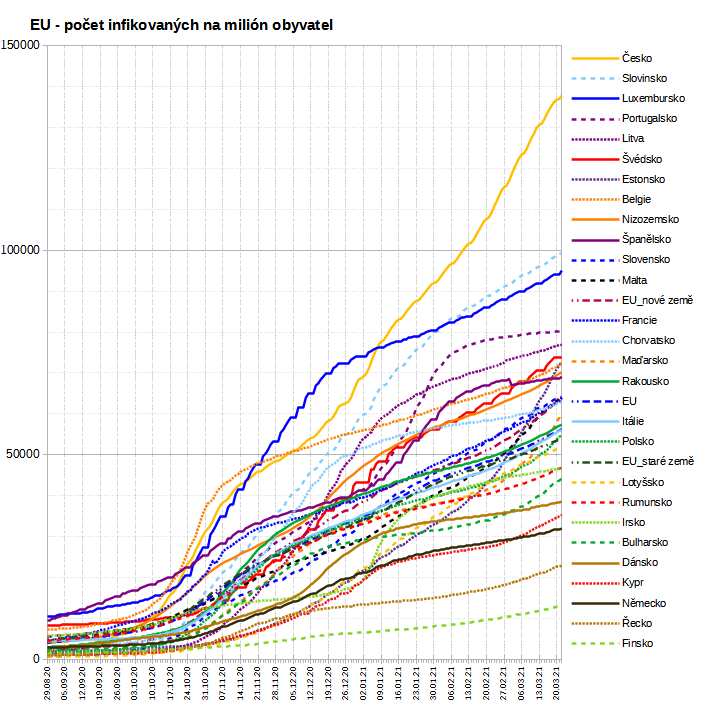 EU - počet infikovaných na milión obyvatel
150000
100000
50000
0
Česko
Slovinsko
Luxembursko
Portugalsko
Litva
Švédsko
Estonsko
Belgie
Nizozemsko
Španělsko
Slovensko
Malta
EU_nové země
Francie
Chorvatsko
Maďarsko
Rakousko
EU
Itálie
Polsko
EU_staré země
Lotyšsko
Rumunsko
Irsko
Bulharsko
Dánsko
Kypr
Německo
Řecko
Finsko
29.08.20
05.09.20
12.09.20
19.09.20
26.09.20
03.10.20
10.10.20
17.10.20
24.10.20
31.10.20
07.11.20
14.11.20
21.11.20
28.11.20
05.12.20
12.12.20
19.12.20
26.12.20
02.01.21
09.01.21
16.01.21
23.01.21
30.01.21
06.02.21
13.02.21
20.02.21
27.02.21
06.03.21
13.03.21
20.03.21